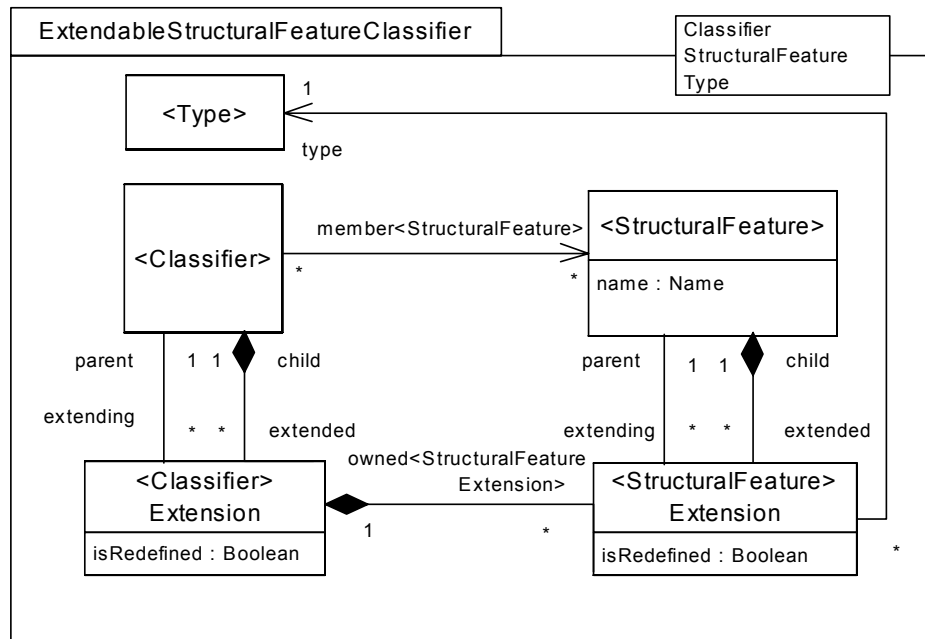 ExtendableStructuralFeatureClassifier
Classifier
StructuralFeature
Type
<Type>
1
type
<Classifier>
member<StructuralFeature>
*
*
<StructuralFeature>
name : Name
parent
1
1
child
extending
*
*
extended
parent
1
1
child
extending
*
*
extended
<Classifier>
Extension
isRedefined : Boolean
owned<StructuralFeature
Extension>
1
*
<StructuralFeature>
Extension
isRedefined : Boolean
*